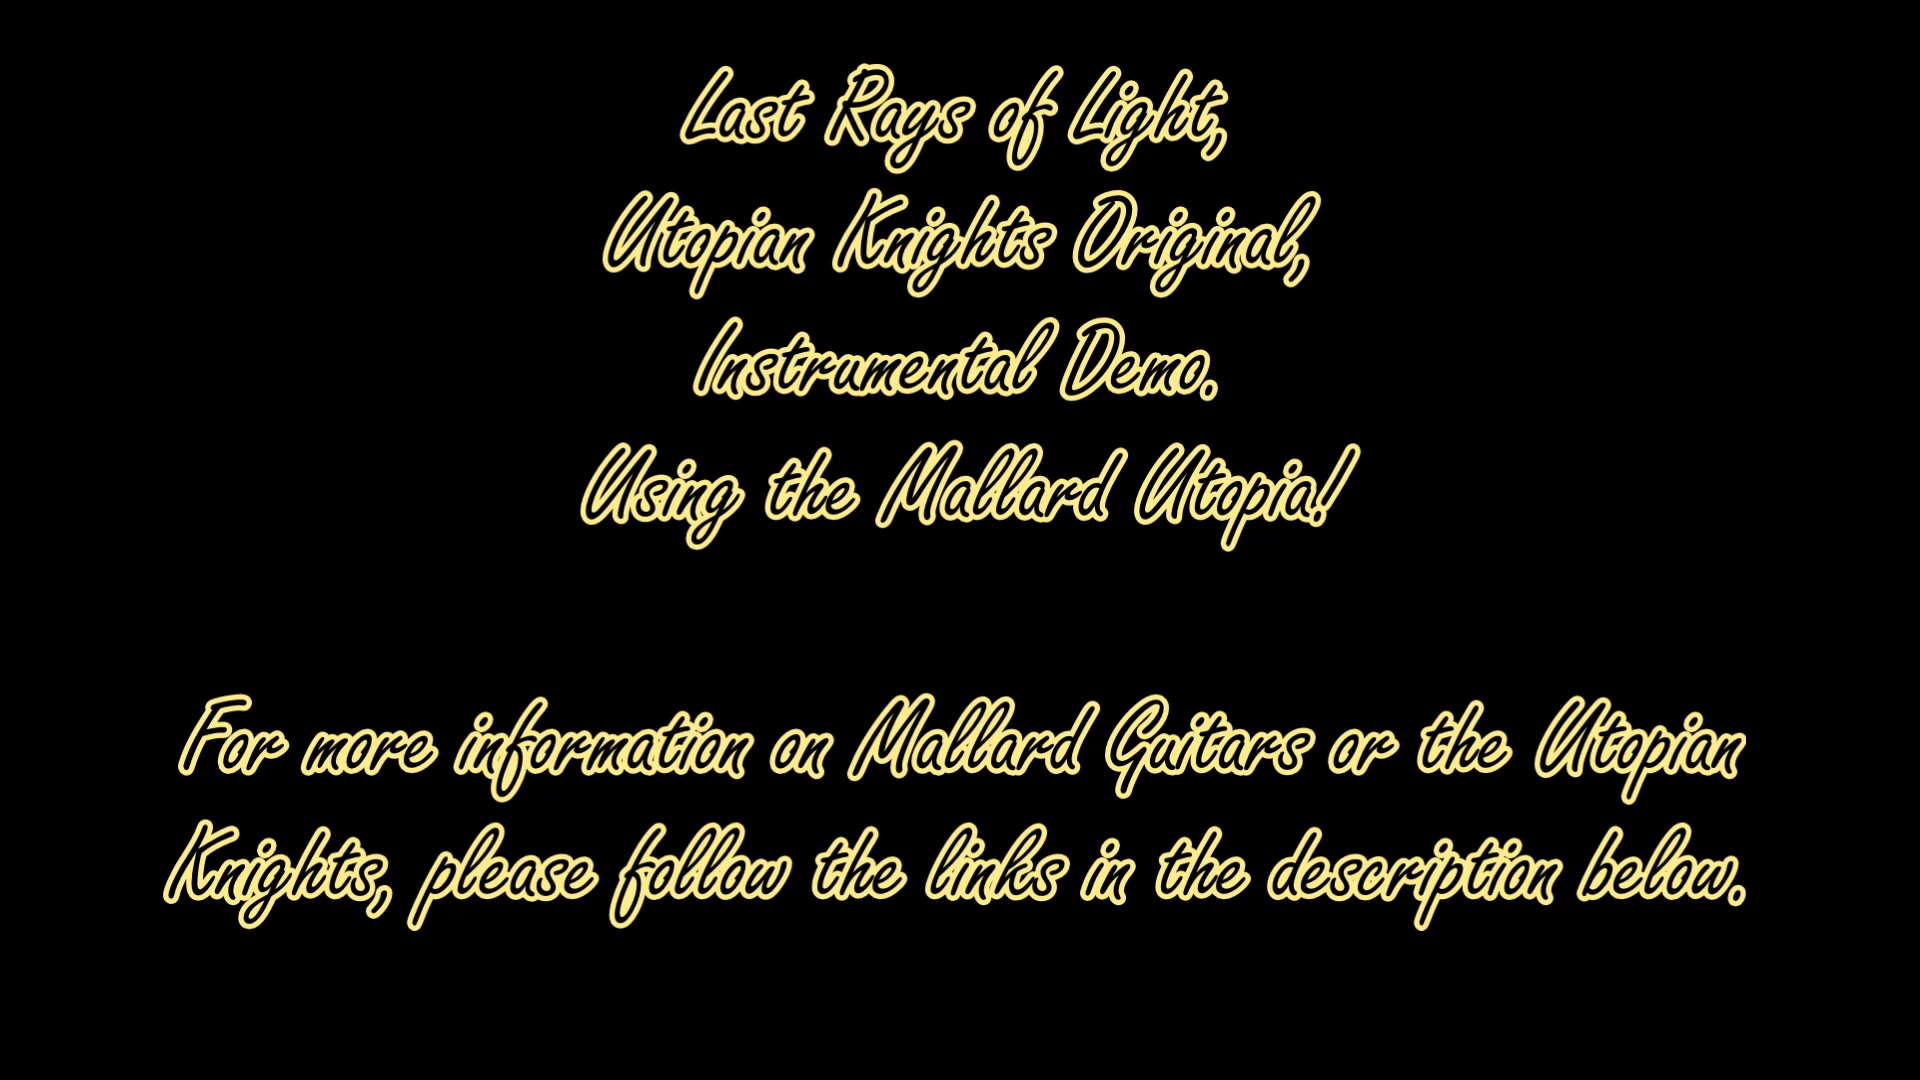 Last Rays of Light,
Utopian Knights Original,
Instrumental Demo.
Using the Mallard Utopia!
For more information on Mallard Guitars or the Utopian
Knights, please follow the links in the description below.